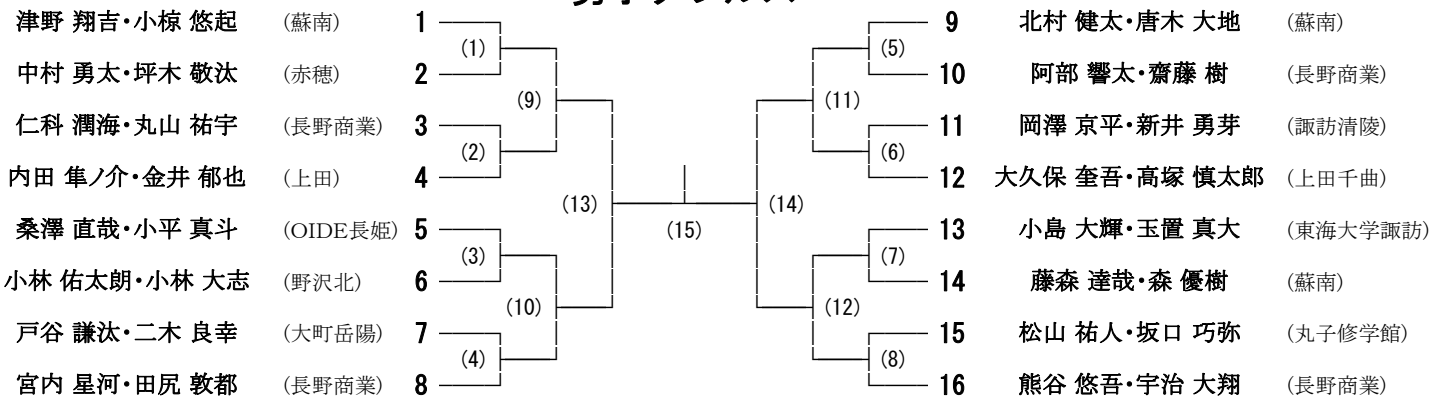 津野 翔吉・小椋 悠起 (蘇南) 1
(1)
中村 勇太・坪木 敬汰 (赤穂) 2
(9)
仁科 潤海・丸山 祐宇 (長野商業) 3
(2)
内田 隼ノ介・金井 郁也 (上田) 4
(13)
桑澤 直哉・小平 真斗 (OIDE長姫) 5
(3)
小林 佑太朗・小林 大志 (野沢北) 6
(10)
戸谷 謙汰・二木 良幸 (大町岳陽) 7
(4)
宮内 星河・田尻 敦都 (長野商業) 8
(15)
9 北村 健太・唐木 大地 (蘇南)
(5)
10 阿部 響太・齋藤 樹 (長野商業)
(11)
11 岡澤 京平・新井 勇芽 (諏訪清陵)
(6)
12 大久保 奎吾・高塚 慎太郎 (上田千曲)
(14)
13 小島 大輝・玉置 真大 (東海大学諏訪)
(7)
14 藤森 達哉・森 優樹 (蘇南)
(12)
15 松山 祐人・坂口 巧弥 (丸子修学館)
(8)
16 熊谷 悠吾・宇治 大翔 (長野商業)